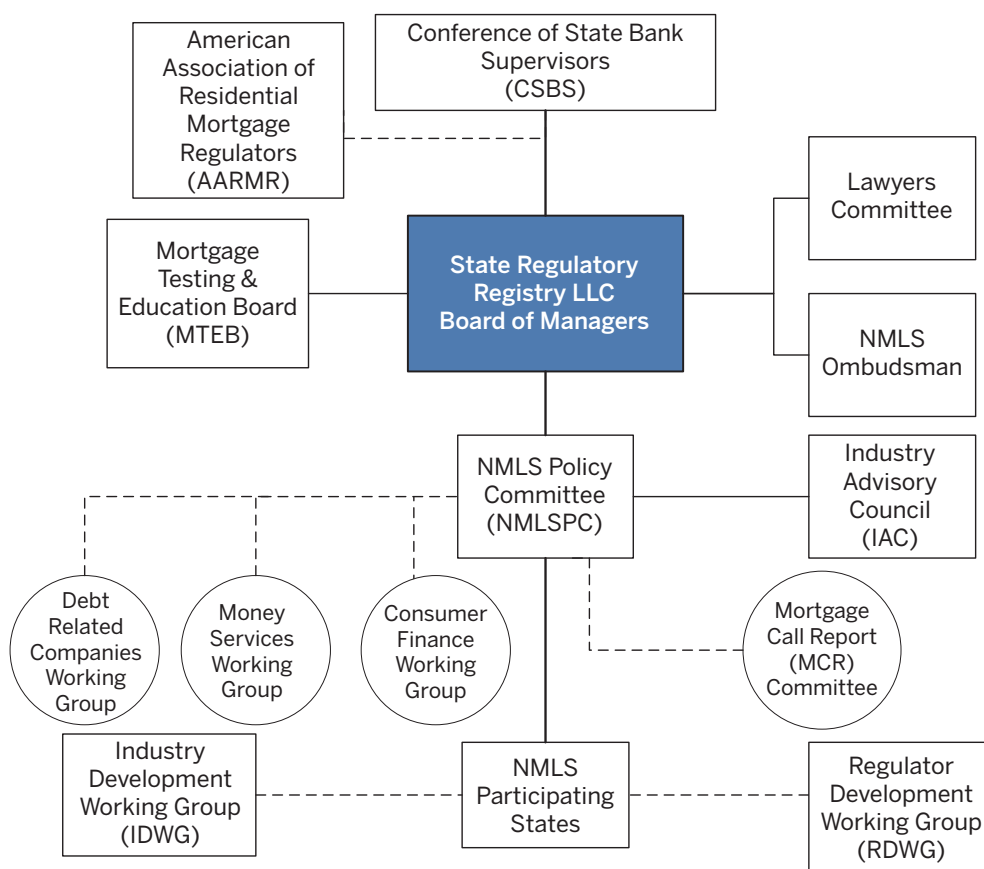 American
Association of
Residential
Mortgage
Regulators
(AARMR)
Conference of State Bank
Supervisors
(CSBS)
Lawyers
Committee
Mortgage
Testing &
Education Board
(MTEB)
State Regulatory
Registry LLC
Board of Managers
NMLS
Ombudsman
NMLS Policy
Committee
(NMLSPC)
Industry
Advisory
Council
(IAC)
Debt
Related
Companies
Working
Group
Money
Services
Working
Group
Consumer
Finance
Working
Group
Mortgage
Call Report
(MCR)
Committee
Industry
Development
Working Group
(IDWG)
NMLS
Participating
States
Regulator
Development
Working Group
(RDWG)